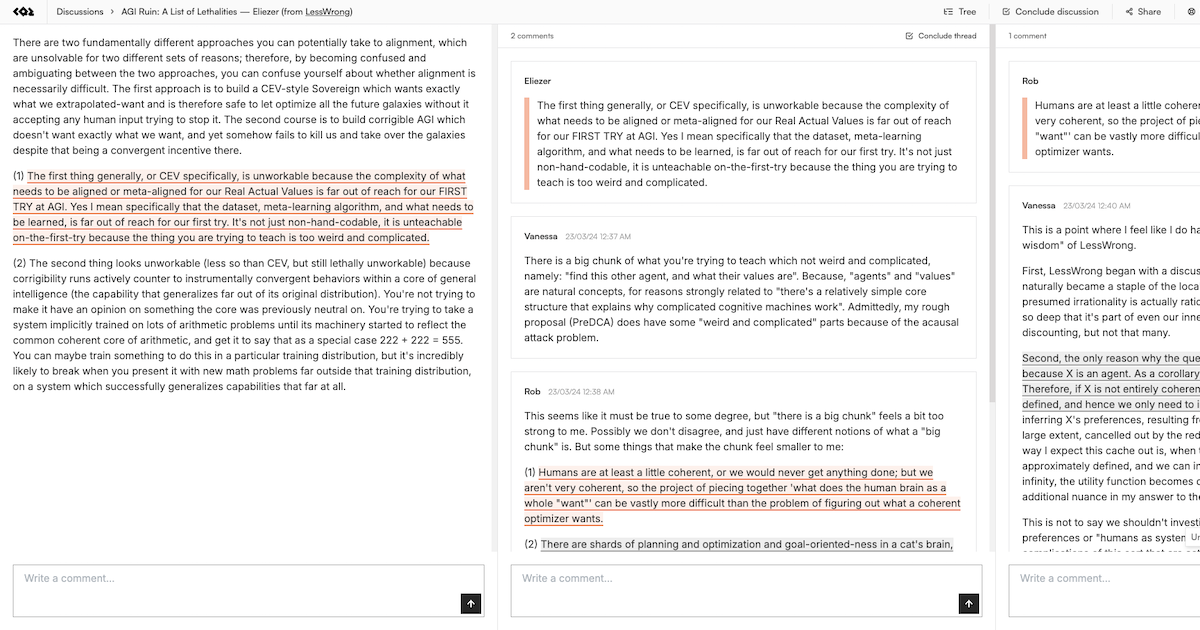 Discussions > AGI Ruin: A List of Lethalities — Eliezer (from LessWrong)
Tree
Conclude discussion
Share
There are two fundamentally different approaches you can potentially take to alignment, which
are unsolvable for two different sets of reasons; therefore, by becoming confused and
ambiguating between the two approaches, you can confuse yourself about whether alignment is
necessarily difficult. The first approach is to build a CEV-style Sovereign which wants exactly
what we extrapolated-want and is therefore safe to let optimize all the future galaxies without it
accepting any human input trying to stop it. The second course is to build corrigible AGI which
doesn't want exactly what we want, and yet somehow fails to kill us and take over the galaxies
despite that being a convergent incentive there.
(1) The first thing generally, or CEV specifically, is unworkable because the complexity of what
needs to be aligned or meta-aligned for our Real Actual Values is far out of reach for our FIRST
TRY at AGI. Yes I mean specifically that the dataset, meta-learning algorithm, and what needs to
be learned, is far out of reach for our first try. It's not just non-hand-codable, it is unteachable
on-the-first-try because the thing you are trying to teach is too weird and complicated.
(2) The second thing looks unworkable (less so than CEV, but still lethally unworkable) because
corrigibility runs actively counter to instrumentally convergent behaviors within a core of general
intelligence (the capability that generalizes far out of its original distribution). You're not trying to
make it have an opinion on something the core was previously neutral on. You're trying to take a
system implicitly trained on lots of arithmetic problems until its machinery started to reflect the
common coherent core of arithmetic, and get it to say that as a special case 222 + 222 = 555.
You can maybe train something to do this in a particular training distribution, but it's incredibly
likely to break when you present it with new math problems far outside that training distribution,
on a system which successfully generalizes capabilities that far at all.
Write a comment...
2 comments
Conclude thread
Eliezer
The first thing generally, or CEV specifically, is unworkable because the complexity of
what needs to be aligned or meta-aligned for our Real Actual Values is far out of reach
for our FIRST TRY at AGI. Yes I mean specifically that the dataset, meta-learning
algorithm, and what needs to be learned, is far out of reach for our first try. It's not just
non-hand-codable, it is unteachable on-the-first-try because the thing you are trying to
teach is too weird and complicated.
Vanessa 23/03/24 12:37 AM
There is a big chunk of what you're trying to teach which not weird and complicated,
namely: "find this other agent, and what their values are". Because, "agents" and "values"
are natural concepts, for reasons strongly related to "there's a relatively simple core
structure that explains why complicated cognitive machines work". Admittedly, my rough
proposal (PreDCA) does have some "weird and complicated" parts because of the acausal
attack problem.
Rob 23/03/24 12:38 AM
This seems like it must be true to some degree, but "there is a big chunk" feels a bit too
strong to me. Possibly we don't disagree, and just have different notions of what a "big
chunk" is. But some things that make the chunk feel smaller to me:
(1) Humans are at least a little coherent, or we would never get anything done; but we
aren't very coherent, so the project of piecing together 'what does the human brain as a
whole "want"' can be vastly more difficult than the problem of figuring out what a coherent
optimizer wants.
(2) There are shards of planning and optimization and goal-oriented-ness in a cat's brain,
Write a comment...
1 comment
Rob
Humans are at least a little coherent
very coherent, so the project of pie
"want"' can be vastly more difficul
optimizer wants.
Vanessa 23/03/24 12:40 AM
This is a point where I feel like I do ha
wisdom" of LessWrong.
First, LessWrong began with a discus
naturally became a staple of the loca
presumed irrationality is actually ratio
so deep that it's part of even our inne
discounting, but not that many.
Second, the only reason why the que
because X is an agent. As a corollary
Therefore, if X is not entirely coheren
defined, and hence we only need to i
inferring X's preferences, resulting fr
large extent, cancelled out by the red
way I expect this cache out is, when t
approximately defined, and we can in
infinity, the utility function becomes c
additional nuance in my answer to the
This is not to say we shouldn't investi
preferences or "humans as system Un
Write a comment...